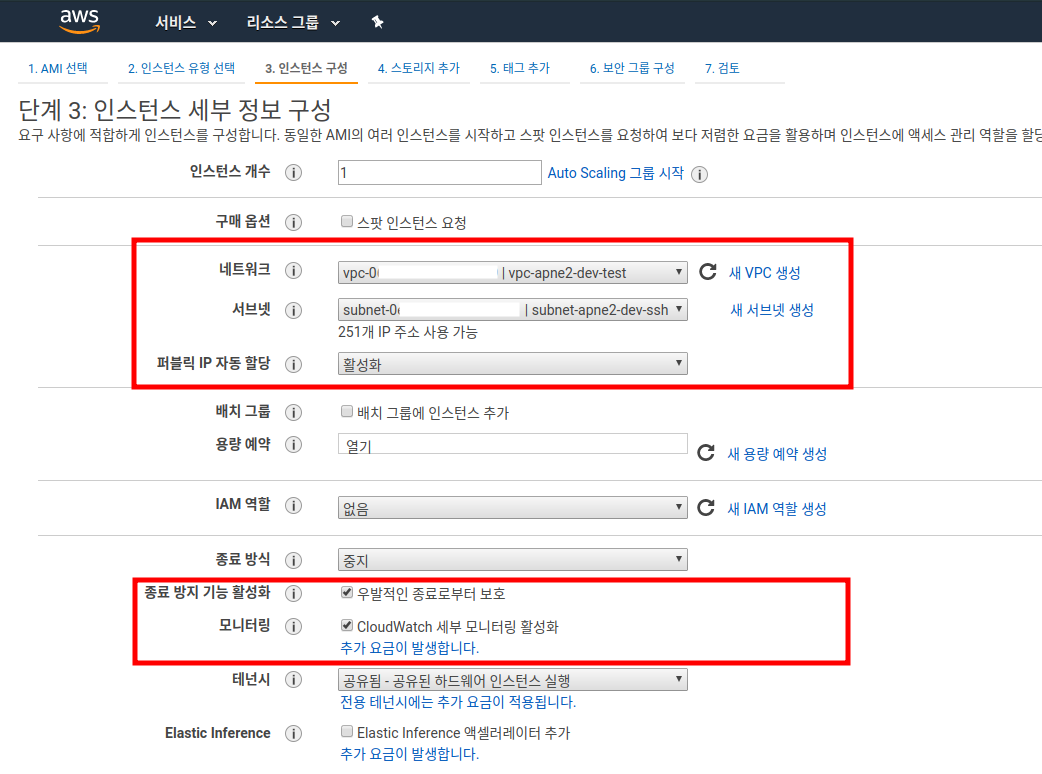 aws 서비스 리소스 그룹
1. AMI 선택 2. 인스턴스 유형 선택 3. 인스턴스 구성 4. 스토리지 추가 5. 태그 추가 6. 보안 그룹 구성 7. 검토
단계 3: 인스턴스 세부 정보 구성
요구 사항에 적합하게 인스턴스를 구성합니다. 동일한 AMI의 여러 인스턴스를 시작하고 스팟 인스턴스를 요청하여 보다 저렴한 요금을 활용하며 인스턴스에 액세스 관리 역할을 할당
인스턴스 개수 1 Auto Scaling 그룹 시작
구매 옵션 스팟 인스턴스 요청
네트워크 vpc-0 | vpc-apne2-dev-test 새 VPC 생성
서브넷 subnet-0 | subnet-apne2-dev-ssh 새 서브넷 생성
251개 IP 주소 사용 가능
퍼블릭 IP 자동 할당 활성화
배치 그룹 배치 그룹에 인스턴스 추가
용량 예약 열기 새 용량 예약 생성
IAM 역할 없음 새 IAM 역할 생성
종료 방식 중지
종료 방지 기능 활성화 우발적인 종료로부터 보호
모니터링 CloudWatch 세부 모니터링 활성화
추가 요금이 발생합니다.
테넌시 공유됨 - 공유된 하드웨어 인스턴스 실행
전용 테넌시에는 추가 요금이 적용됩니다.
Elastic Inference Elastic Inference 액셀러레이터 추가
추가 요금이 발생합니다.